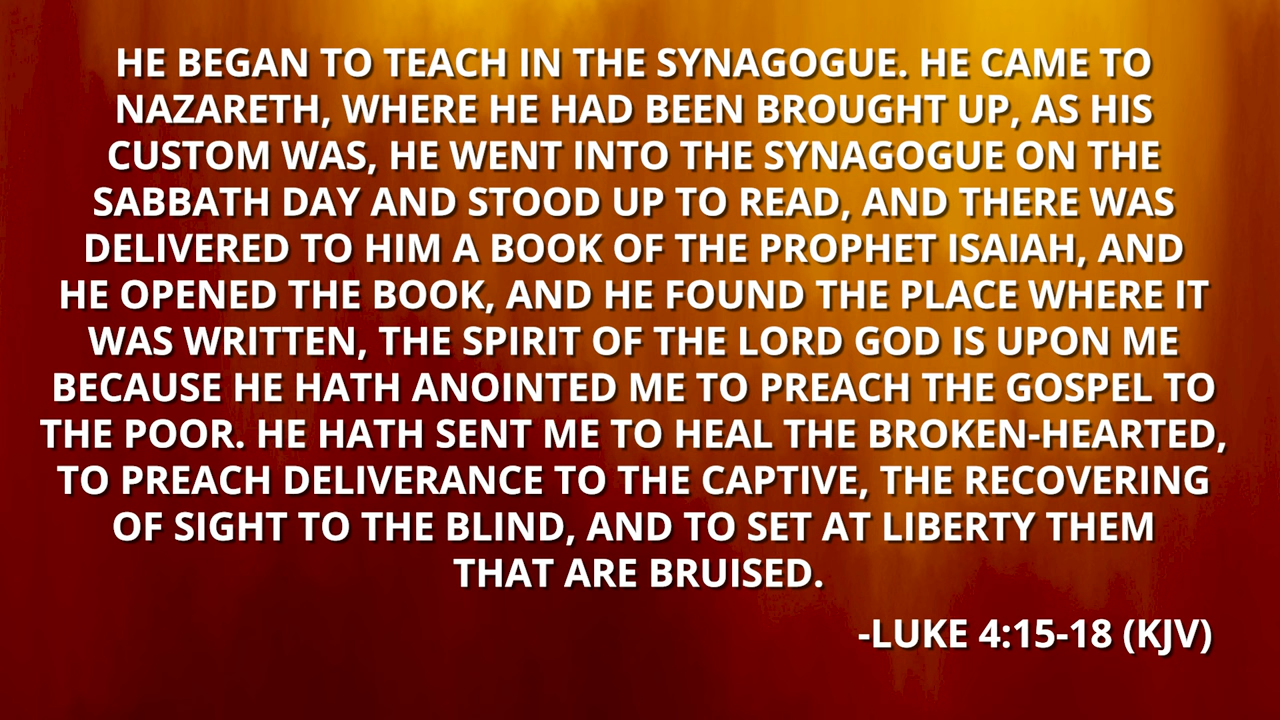 HE BEGAN TO TEACH IN THE SYNAGOGUE. HE CAME TO
NAZARETH, WHERE HE HAD BEEN BROUGHT UP, AS HIS
CUSTOM WAS, HE WENT INTO THE SYNAGOGUE ON THE
SABBATH DAY AND STOOD UP TO READ, AND THERE WAS
DELIVERED TO HIM A BOOK OF THE PROPHET ISAIAH, AND
HE OPENED THE BOOK, AND HE FOUND THE PLACE WHERE IT
WAS WRITTEN, THE SPIRIT OF THE LORD GOD IS UPON ME
BECAUSE HE HATH ANOINTED ME TO PREACH THE GOSPEL TO
THE POOR. HE HATH SENT ME TO HEAL THE BROKEN-HEARTED,
TO PREACH DELIVERANCE TO THE CAPTIVE, THE RECOVERING
OF SIGHT TO THE BLIND, AND TO SET AT LIBERTY THEM
THAT ARE BRUISED.
-LUKE 4:15-18 (KJV)